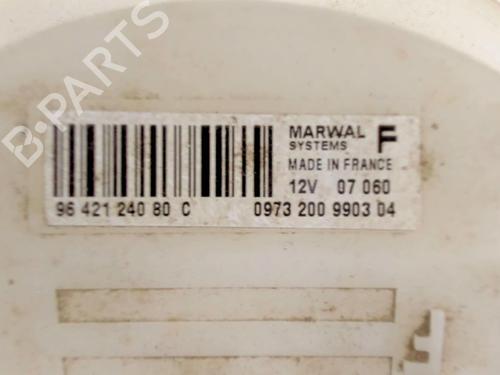 B-PARTS
MARWAL
SYSTEMS F
MADE IN FRANCE
12V 07 060
96 421 240 80 C 0973 200 9903 04